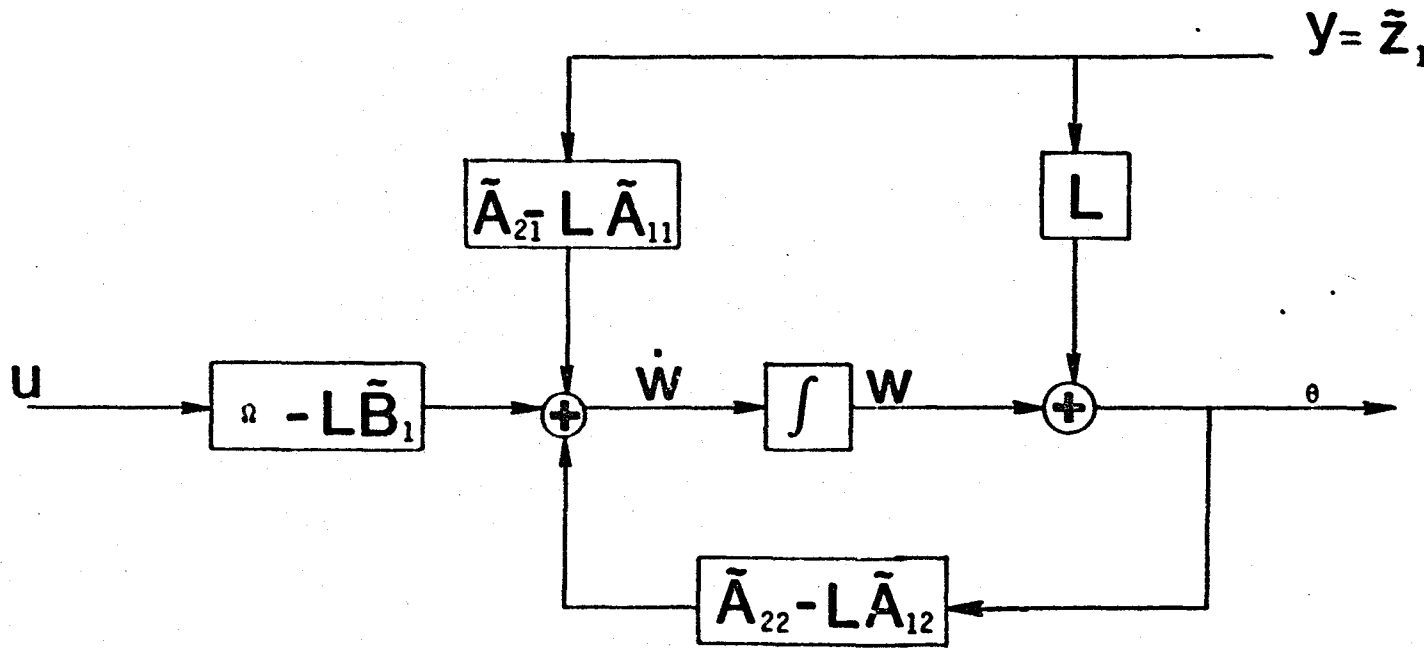 y = z̃₁
Ã₂₁ - L Ã₁₁
L
u
Ω - LB̃₁
+
ẇ
∫
w
+
θ
Ã₂₂ - LÃ₁₂